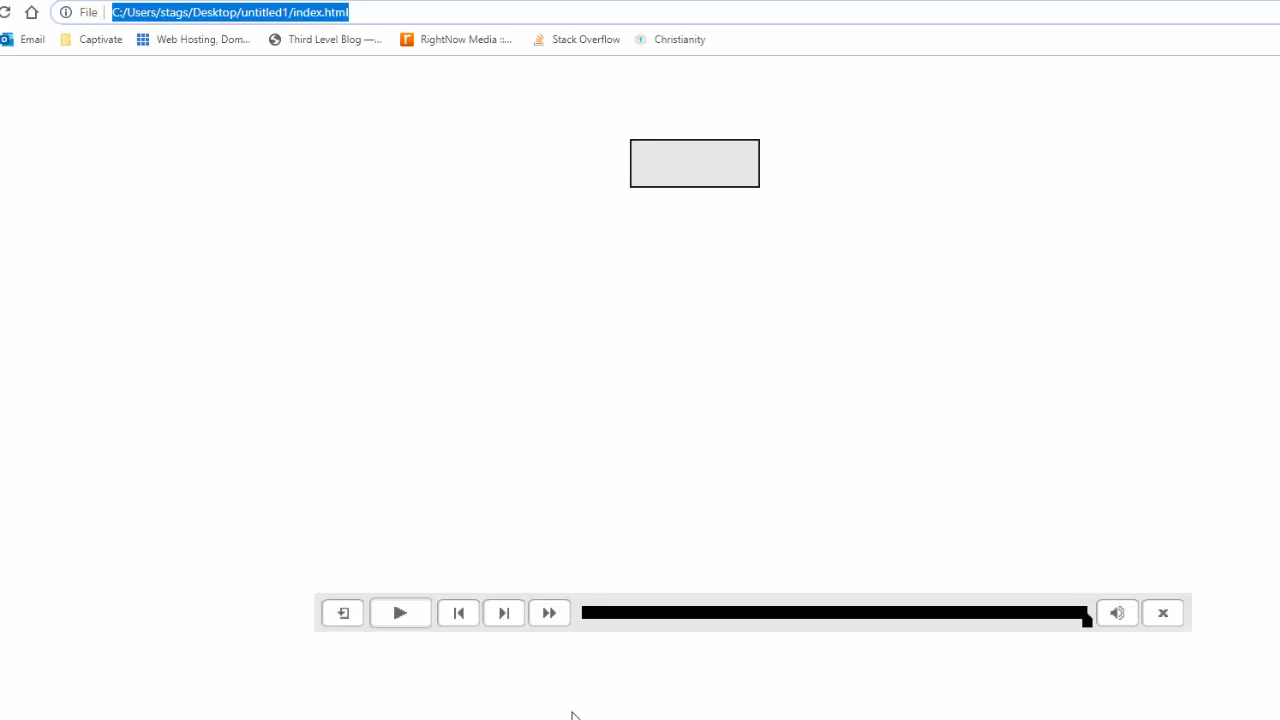 File C:/Users/stags/Desktop/untitled1/index.html
Email Captivate Web Hosting, Dom... Third Level Blog —... RightNow Media ::... Stack Overflow Christianity